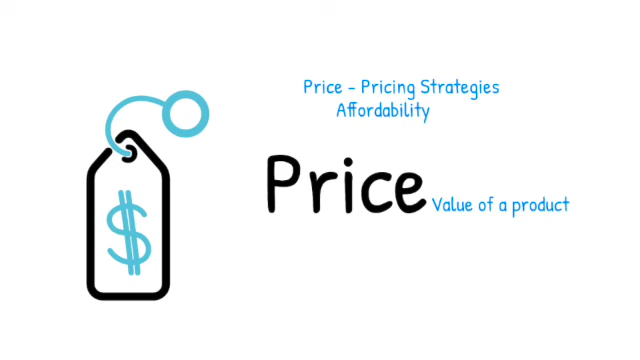 Price - Pricing Strategies
Affordability
Price
Value of a product
$